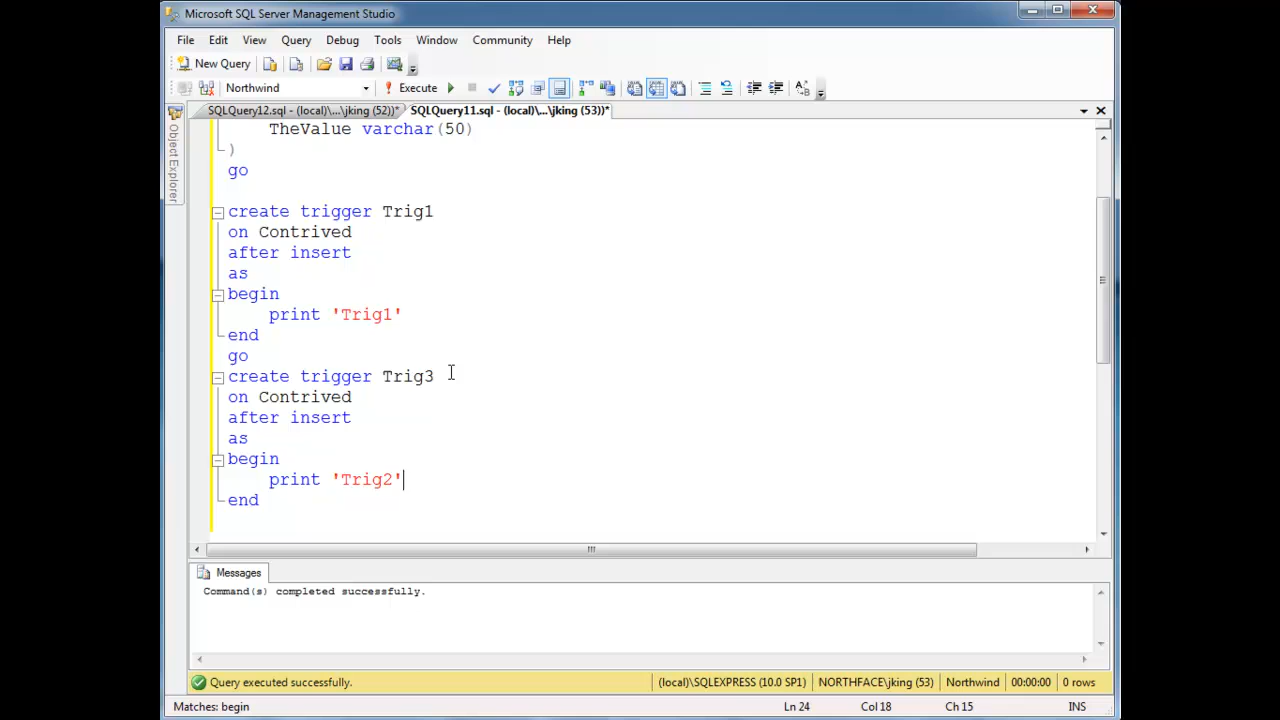 Microsoft SQL Server Management Studio
File Edit View Query Debug Tools Window Community Help
New Query
Northwind Execute
SQLQuery12.sql - (local)\...\jking (52))* SQLQuery11.sql - (local)\...\jking (53))*
Object Explorer
TheValue varchar(50)
)
go
create trigger Trig1
on Contrived
after insert
as
begin
print 'Trig1'
end
go
create trigger Trig3
on Contrived
after insert
as
begin
print 'Trig2'
end
Messages
Command(s) completed successfully.
Query executed successfully. (local)\SQLEXPRESS (10.0 SP1) NORTHFACE\jking (53) Northwind 00:00:00 0 rows
Matches: begin Ln 24 Col 18 Ch 15 INS